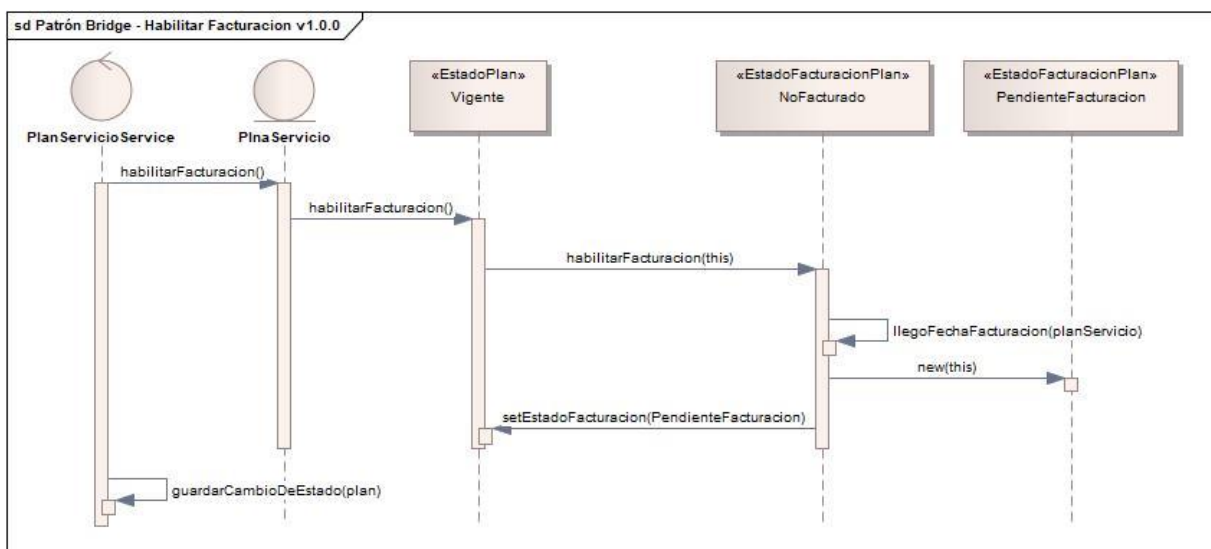 sd Patrón Bridge - Habilitar Facturacion v1.0.0
«EstadoPlan»
Vigente
«EstadoFacturacionPlan»
NoFacturado
«EstadoFacturacionPlan»
PendienteFacturacion
PlanServicioService
PlnaServicio
habilitarFacturacion()
habilitarFacturacion()
habilitarFacturacion(this)
llegoFechaFacturacion(planServicio)
new(this)
setEstadoFacturacion(PendienteFacturacion)
guardarCambioDeEstado(plan)